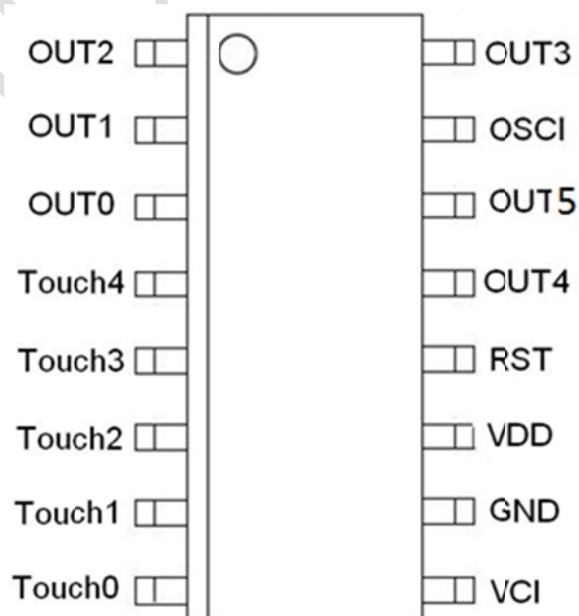 OUT2 OUT3
OUT1 OSCI
OUT0 OUT5
Touch4 OUT4
Touch3 RST
Touch2 VDD
Touch1 GND
Touch0 VCI